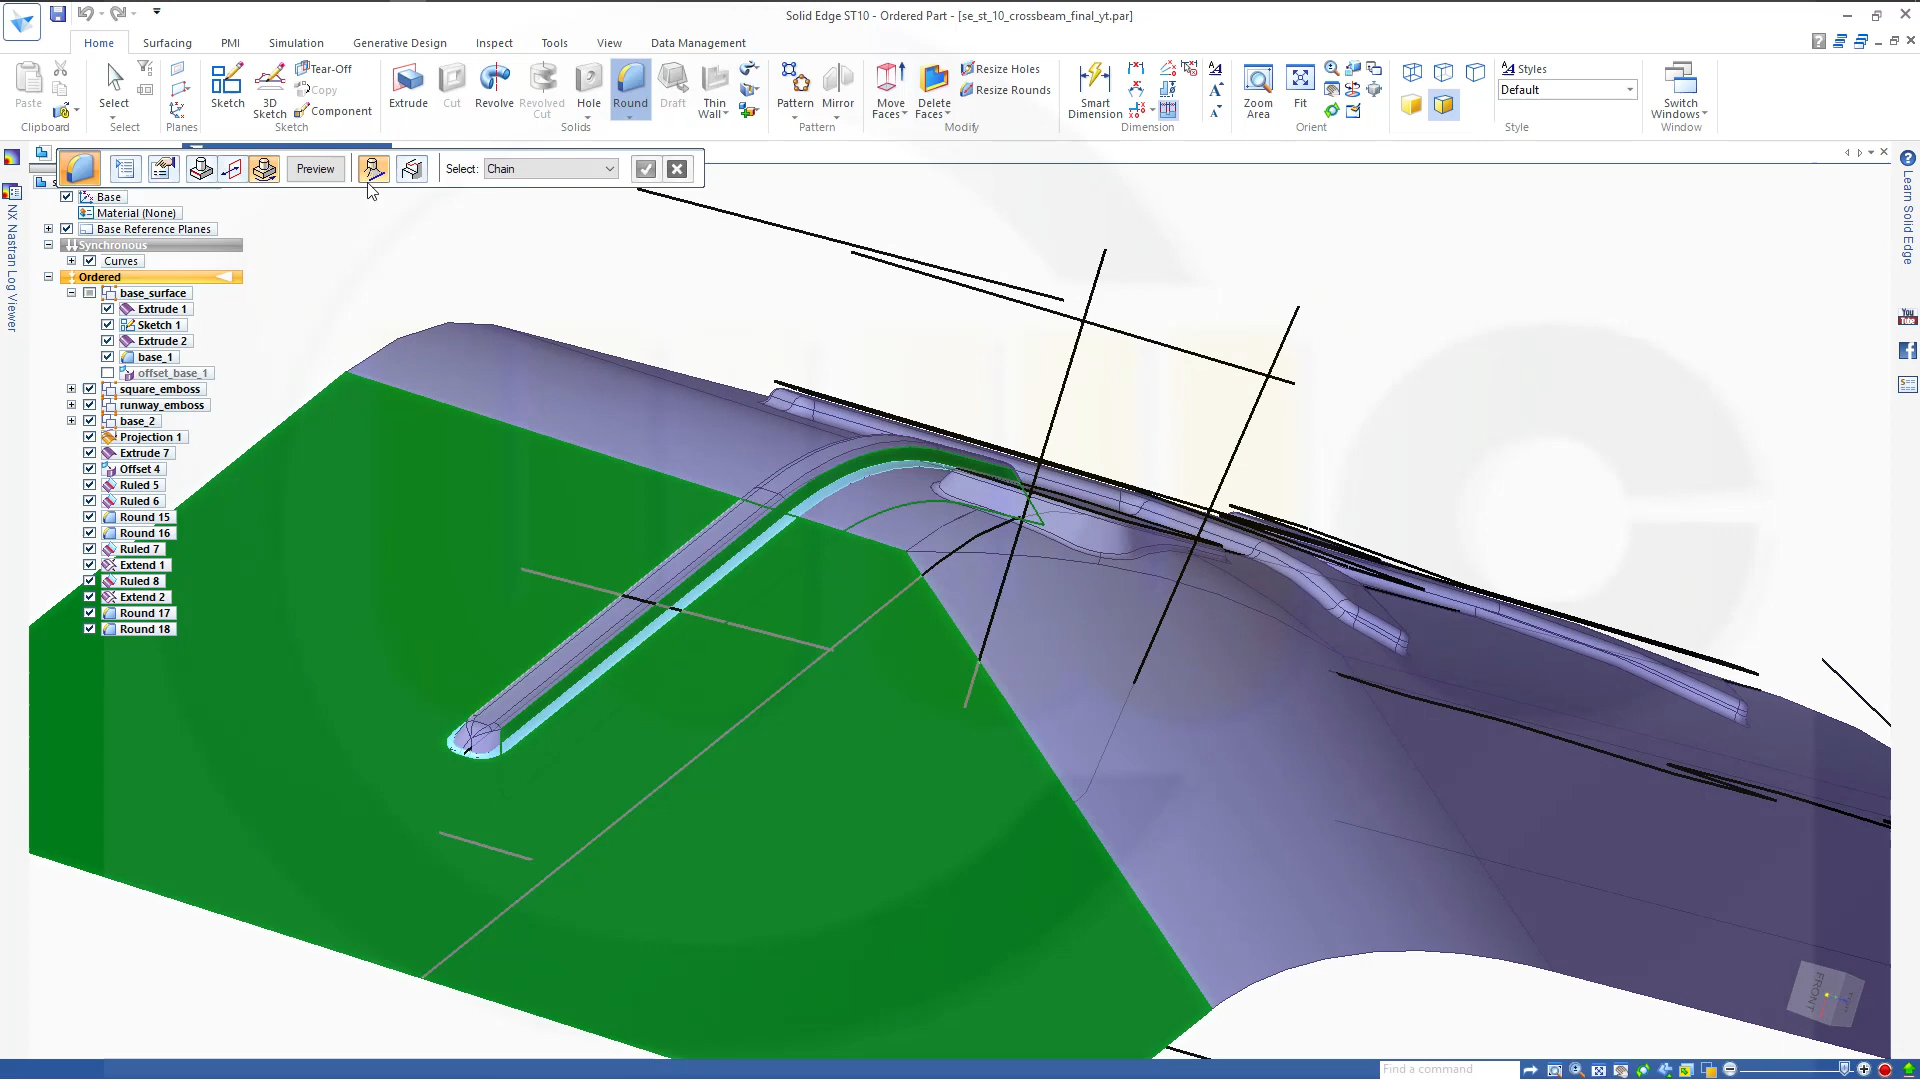 Solid Edge ST10 - Ordered Part - [se_st_10_crossbeam_final_yt.par]
Home Surfacing PMI Simulation Generative Design Inspect Tools View Data Management
Paste
Clipboard
Select
Select
Planes
Sketch
3D Sketch
Tear-Off
Copy
Component
Sketch
Extrude
Cut
Revolve
Revolved Cut
Hole
Round
Draft
Thin Wall
Solids
Pattern
Mirror
Pattern
Move Faces
Delete Faces
Resize Holes
Resize Rounds
Modify
Smart Dimension
Dimension
Zoom Area
Fit
Orient
Styles
Default
Style
Switch Windows
Window
Preview
Select:
Chain
Base
Material (None)
Base Reference Planes
Synchronous
Curves
Ordered
base_surface
Extrude 1
Sketch 1
Extrude 2
base_1
offset_base_1
square_emboss
runway_emboss
base_2
Projection 1
Extrude 7
Offset 4
Ruled 5
Ruled 6
Round 15
Round 16
Ruled 7
Extend 1
Ruled 8
Extend 2
Round 17
Round 18
NX Nastran Log Viewer
Learn Solid Edge
You
Tube
FRONT
Find a command